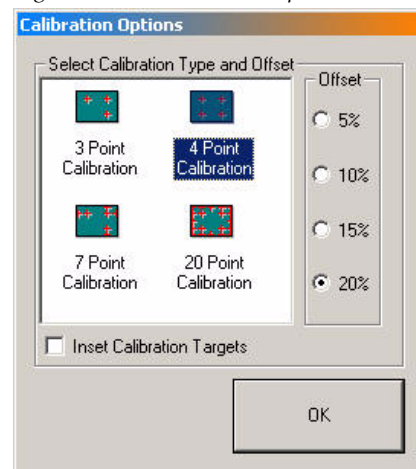 Calibration Options
Select Calibration Type and Offset
Offset
3 Point
Calibration
4 Point
Calibration
7 Point
Calibration
20 Point
Calibration
5%
10%
15%
20%
Inset Calibration Targets
OK